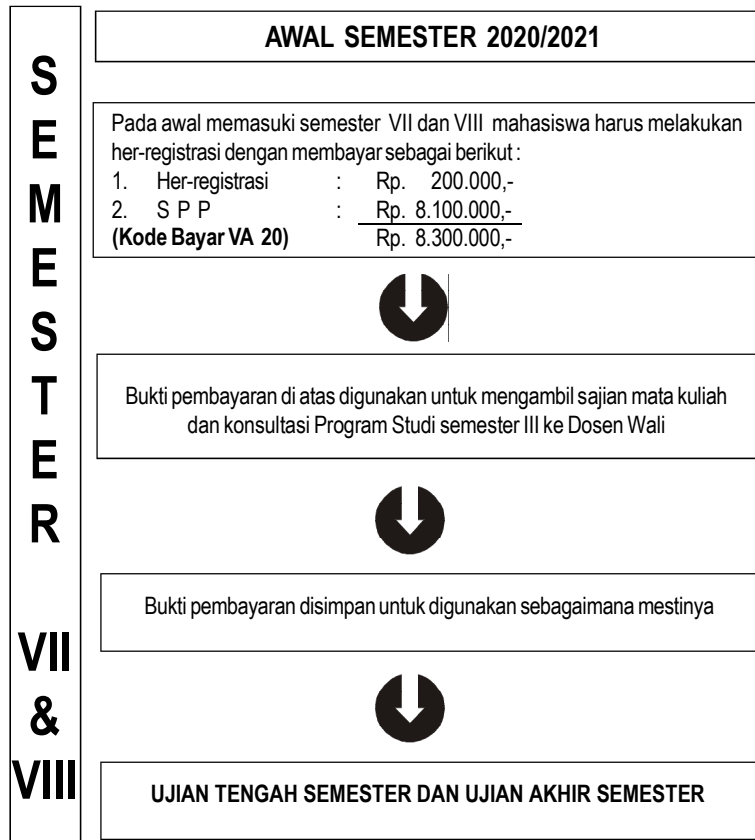 SEMESTER VII & VIII
AWAL SEMESTER 2020/2021
Pada awal memasuki semester VII dan VIII mahasiswa harus melakukan
her-registrasi dengan membayar sebagai berikut :
1. Her-registrasi : Rp. 200.000,-
2. S P P : Rp. 8.100.000,-
(Kode Bayar VA 20) Rp. 8.300.000,-
Bukti pembayaran di atas digunakan untuk mengambil sajian mata kuliah
dan konsultasi Program Studi semester III ke Dosen Wali
Bukti pembayaran disimpan untuk digunakan sebagaimana mestinya
UJIAN TENGAH SEMESTER DAN UJIAN AKHIR SEMESTER